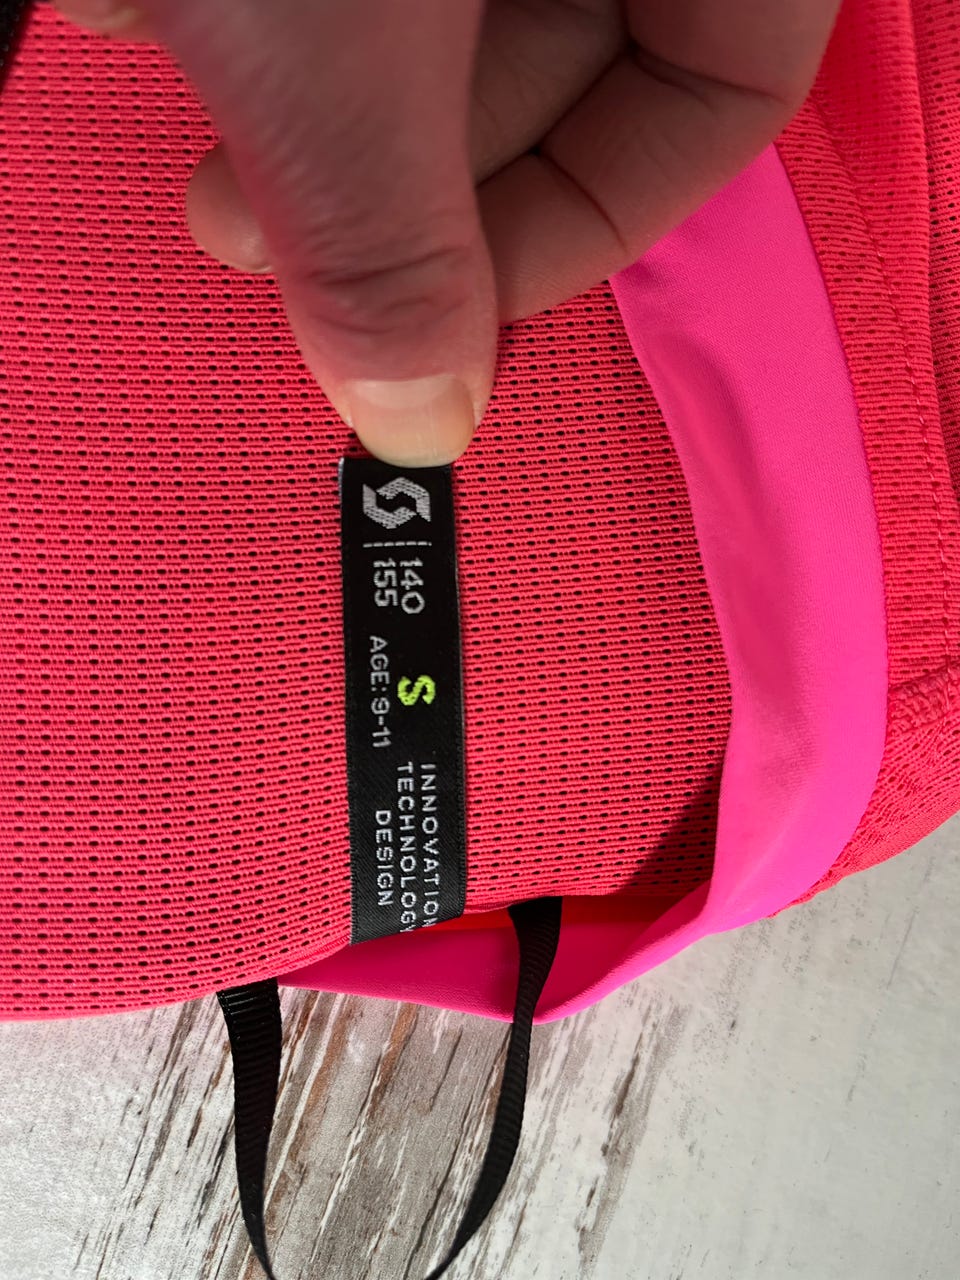 140
155
S
AGE: 9-11
INNOVATION
TECHNOLOGY
DESIGN